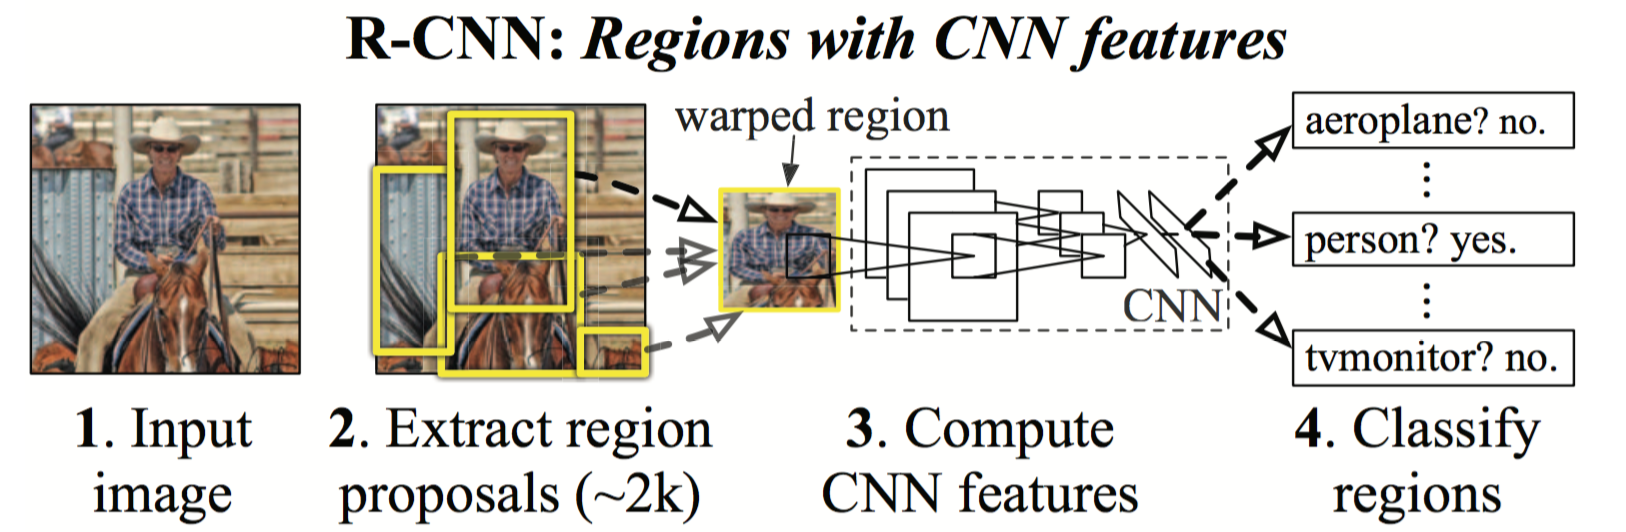 R-CNN: Regions with CNN features
warped region
CNN
aeroplane? no.
⋮
person? yes.
⋮
tvmonitor? no.
1. Input
image
2. Extract region
proposals (~2k)
3. Compute
CNN features
4. Classify
regions